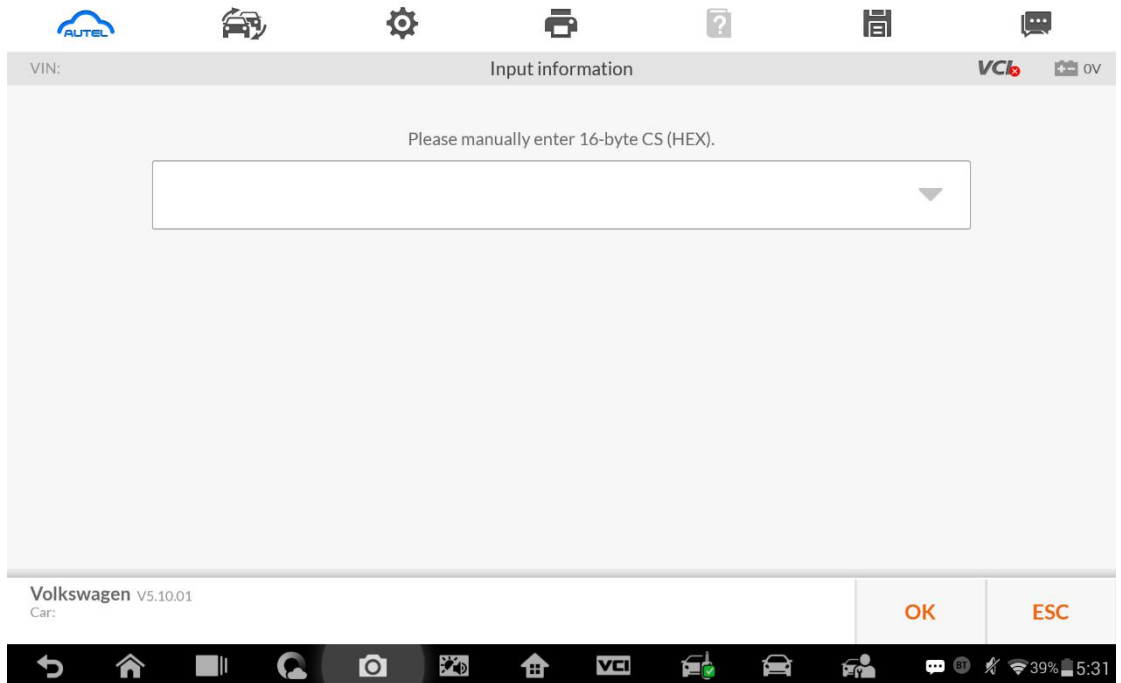 AUTEL
VIN:
Input information
VCI
0V
Please manually enter 16-byte CS (HEX).
Volkswagen V5.10.01
Car:
OK
ESC
VCI
BT
39%
5:31